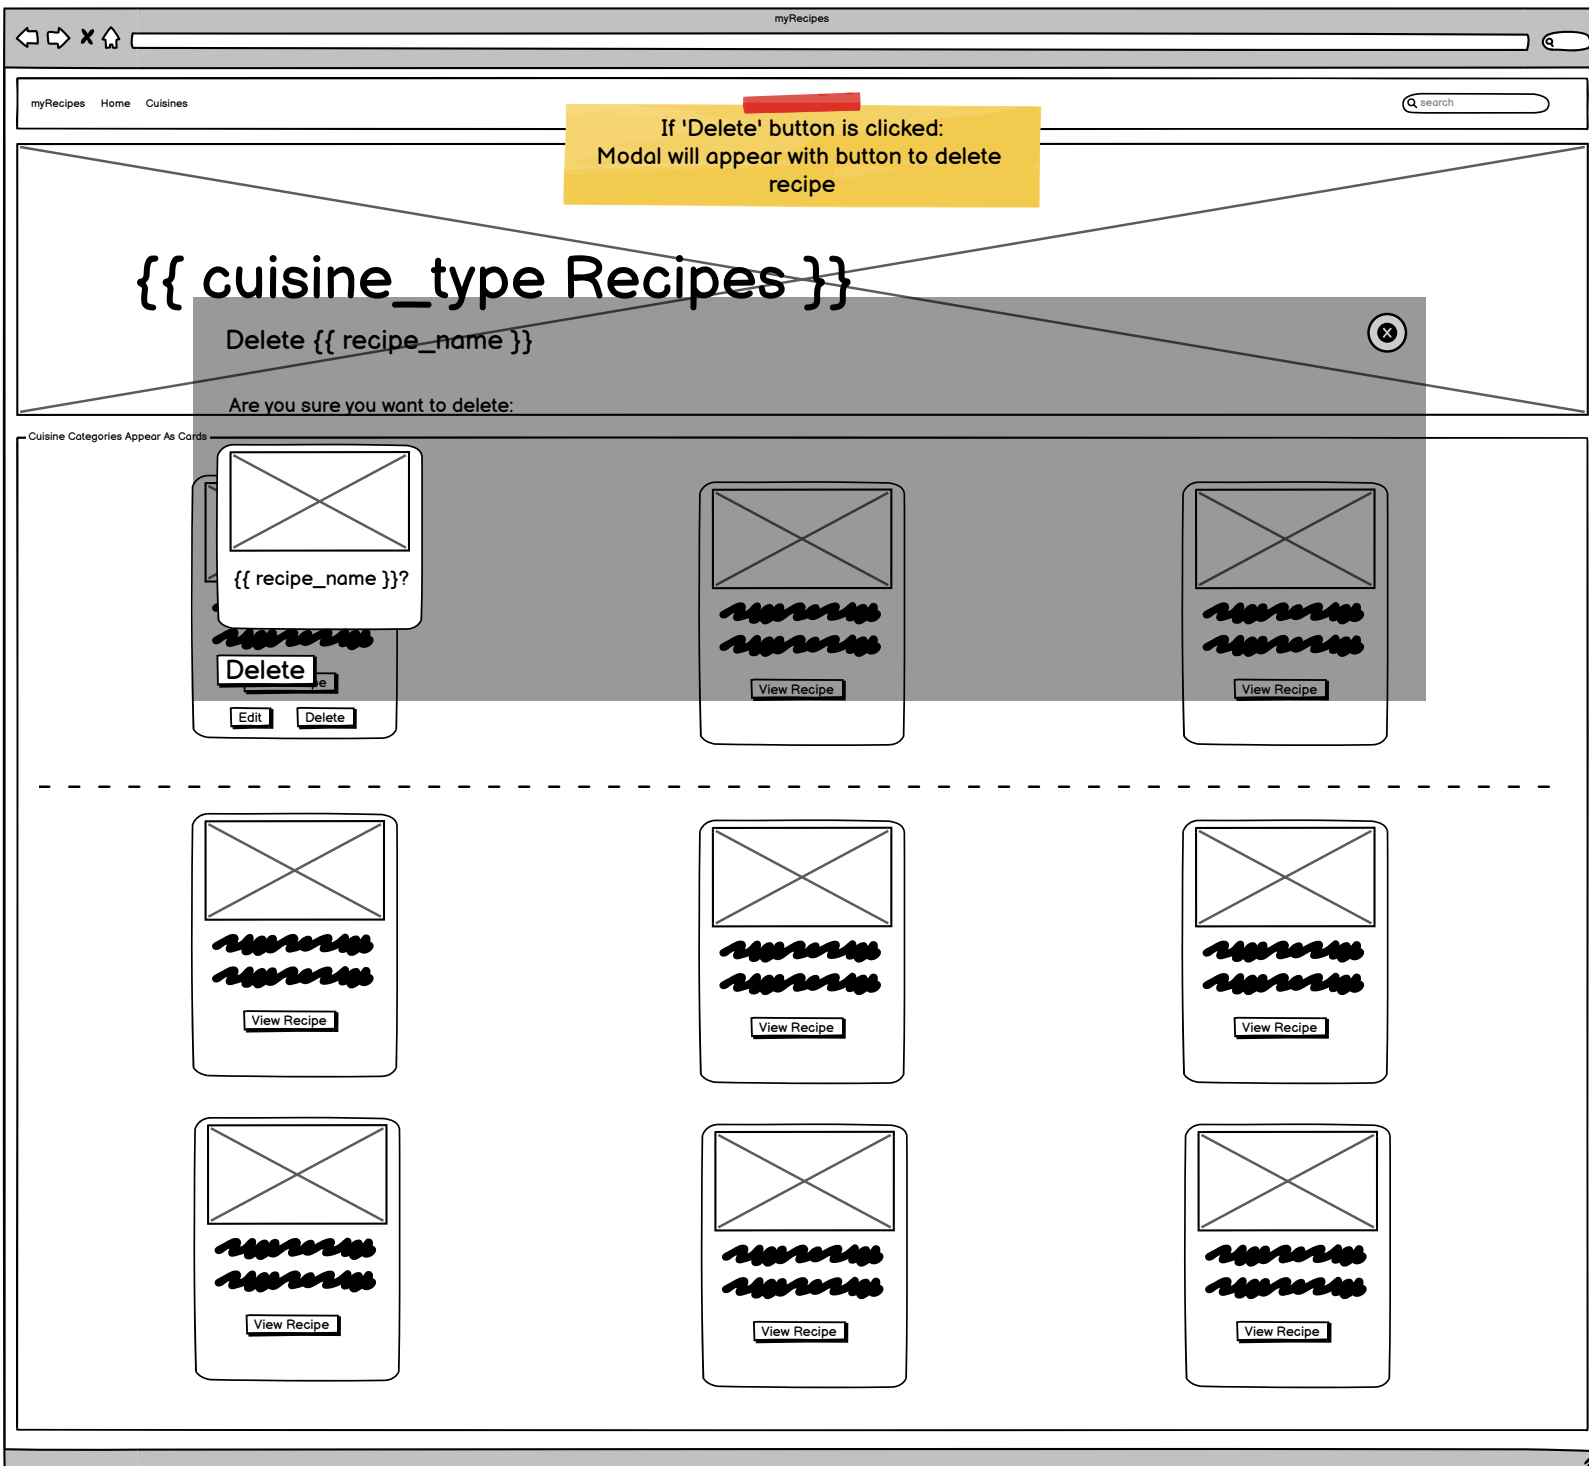 myRecipes
myRecipes Home Cuisines
search
If 'Delete' button is clicked:
Modal will appear with button to delete
recipe
{{ cuisine_type Recipes }}
Delete {{ recipe_name }}
Are you sure you want to delete:
Cuisine Categories Appear As Cards
{{ recipe_name }}?
Delete
View Recipe
View Recipe
Edit Delete
View Recipe
View Recipe
View Recipe
View Recipe
View Recipe
View Recipe